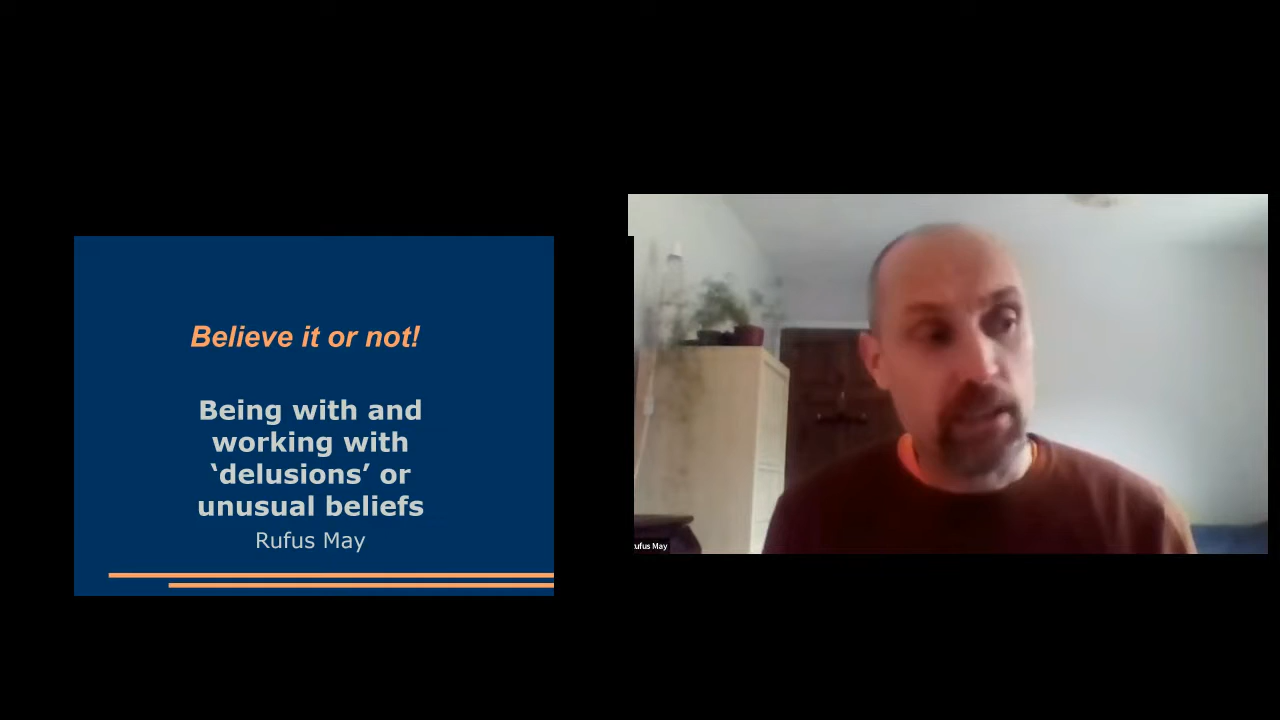 Believe it or not!
Being with and
working with
‘delusions’ or
unusual beliefs
Rufus May
ufus May